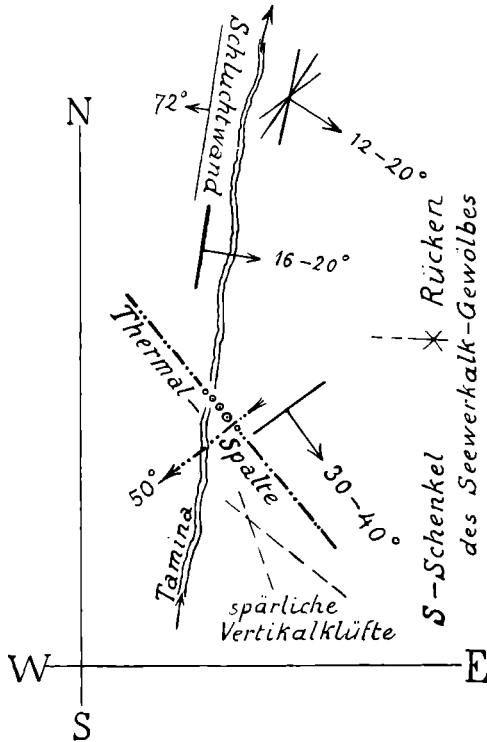 N
72°
Schluchtwand
12–20°
16–20°
Thermal–
Spalte
50°
30–40°
Tamina
spärliche
Vertikalklüfte
S–Schenkel
Rücken
des Seewerkalk-Gewölbes
W
E
S